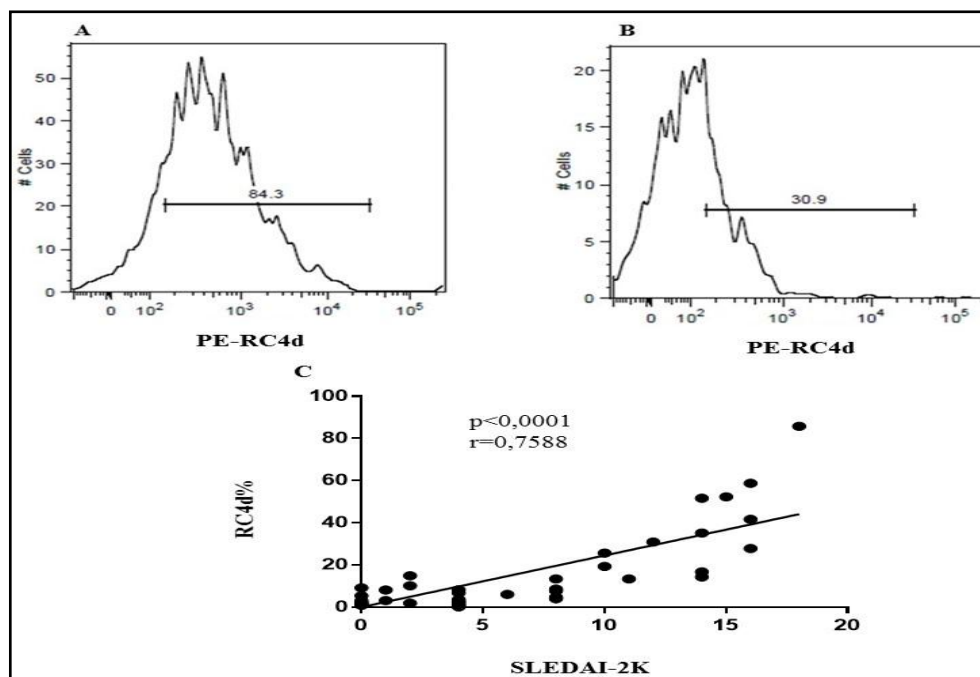 A
50
40
30
20
10
0
# Cells
84.3
0 10² 10³ 10⁴ 10⁵
PE-RC4d
B
20
15
10
5
0
# Cells
30.9
0 10² 10³ 10⁴ 10⁵
PE-RC4d
C
100
80
60
40
20
0
RC4d%
p<0,0001
r=0,7588
0 5 10 15 20
SLEDAI-2K